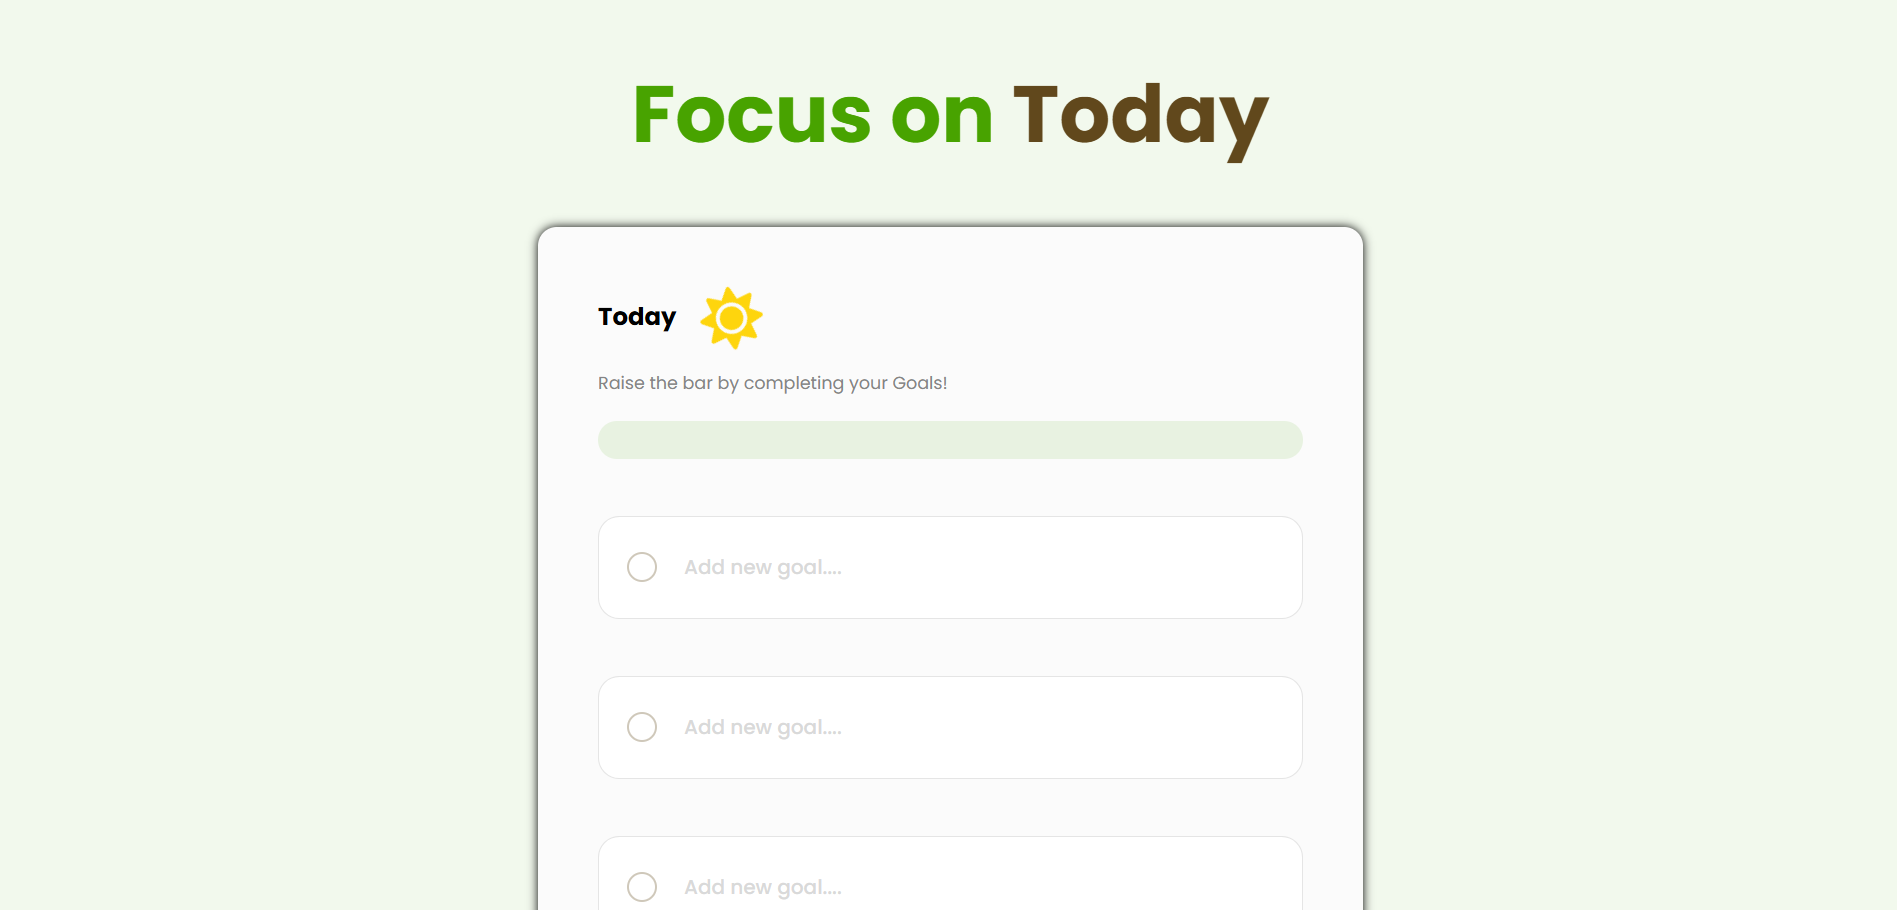 Focus on Today
Today
Raise the bar by completing your Goals!
Add new goal....
Add new goal....
Add new goal....